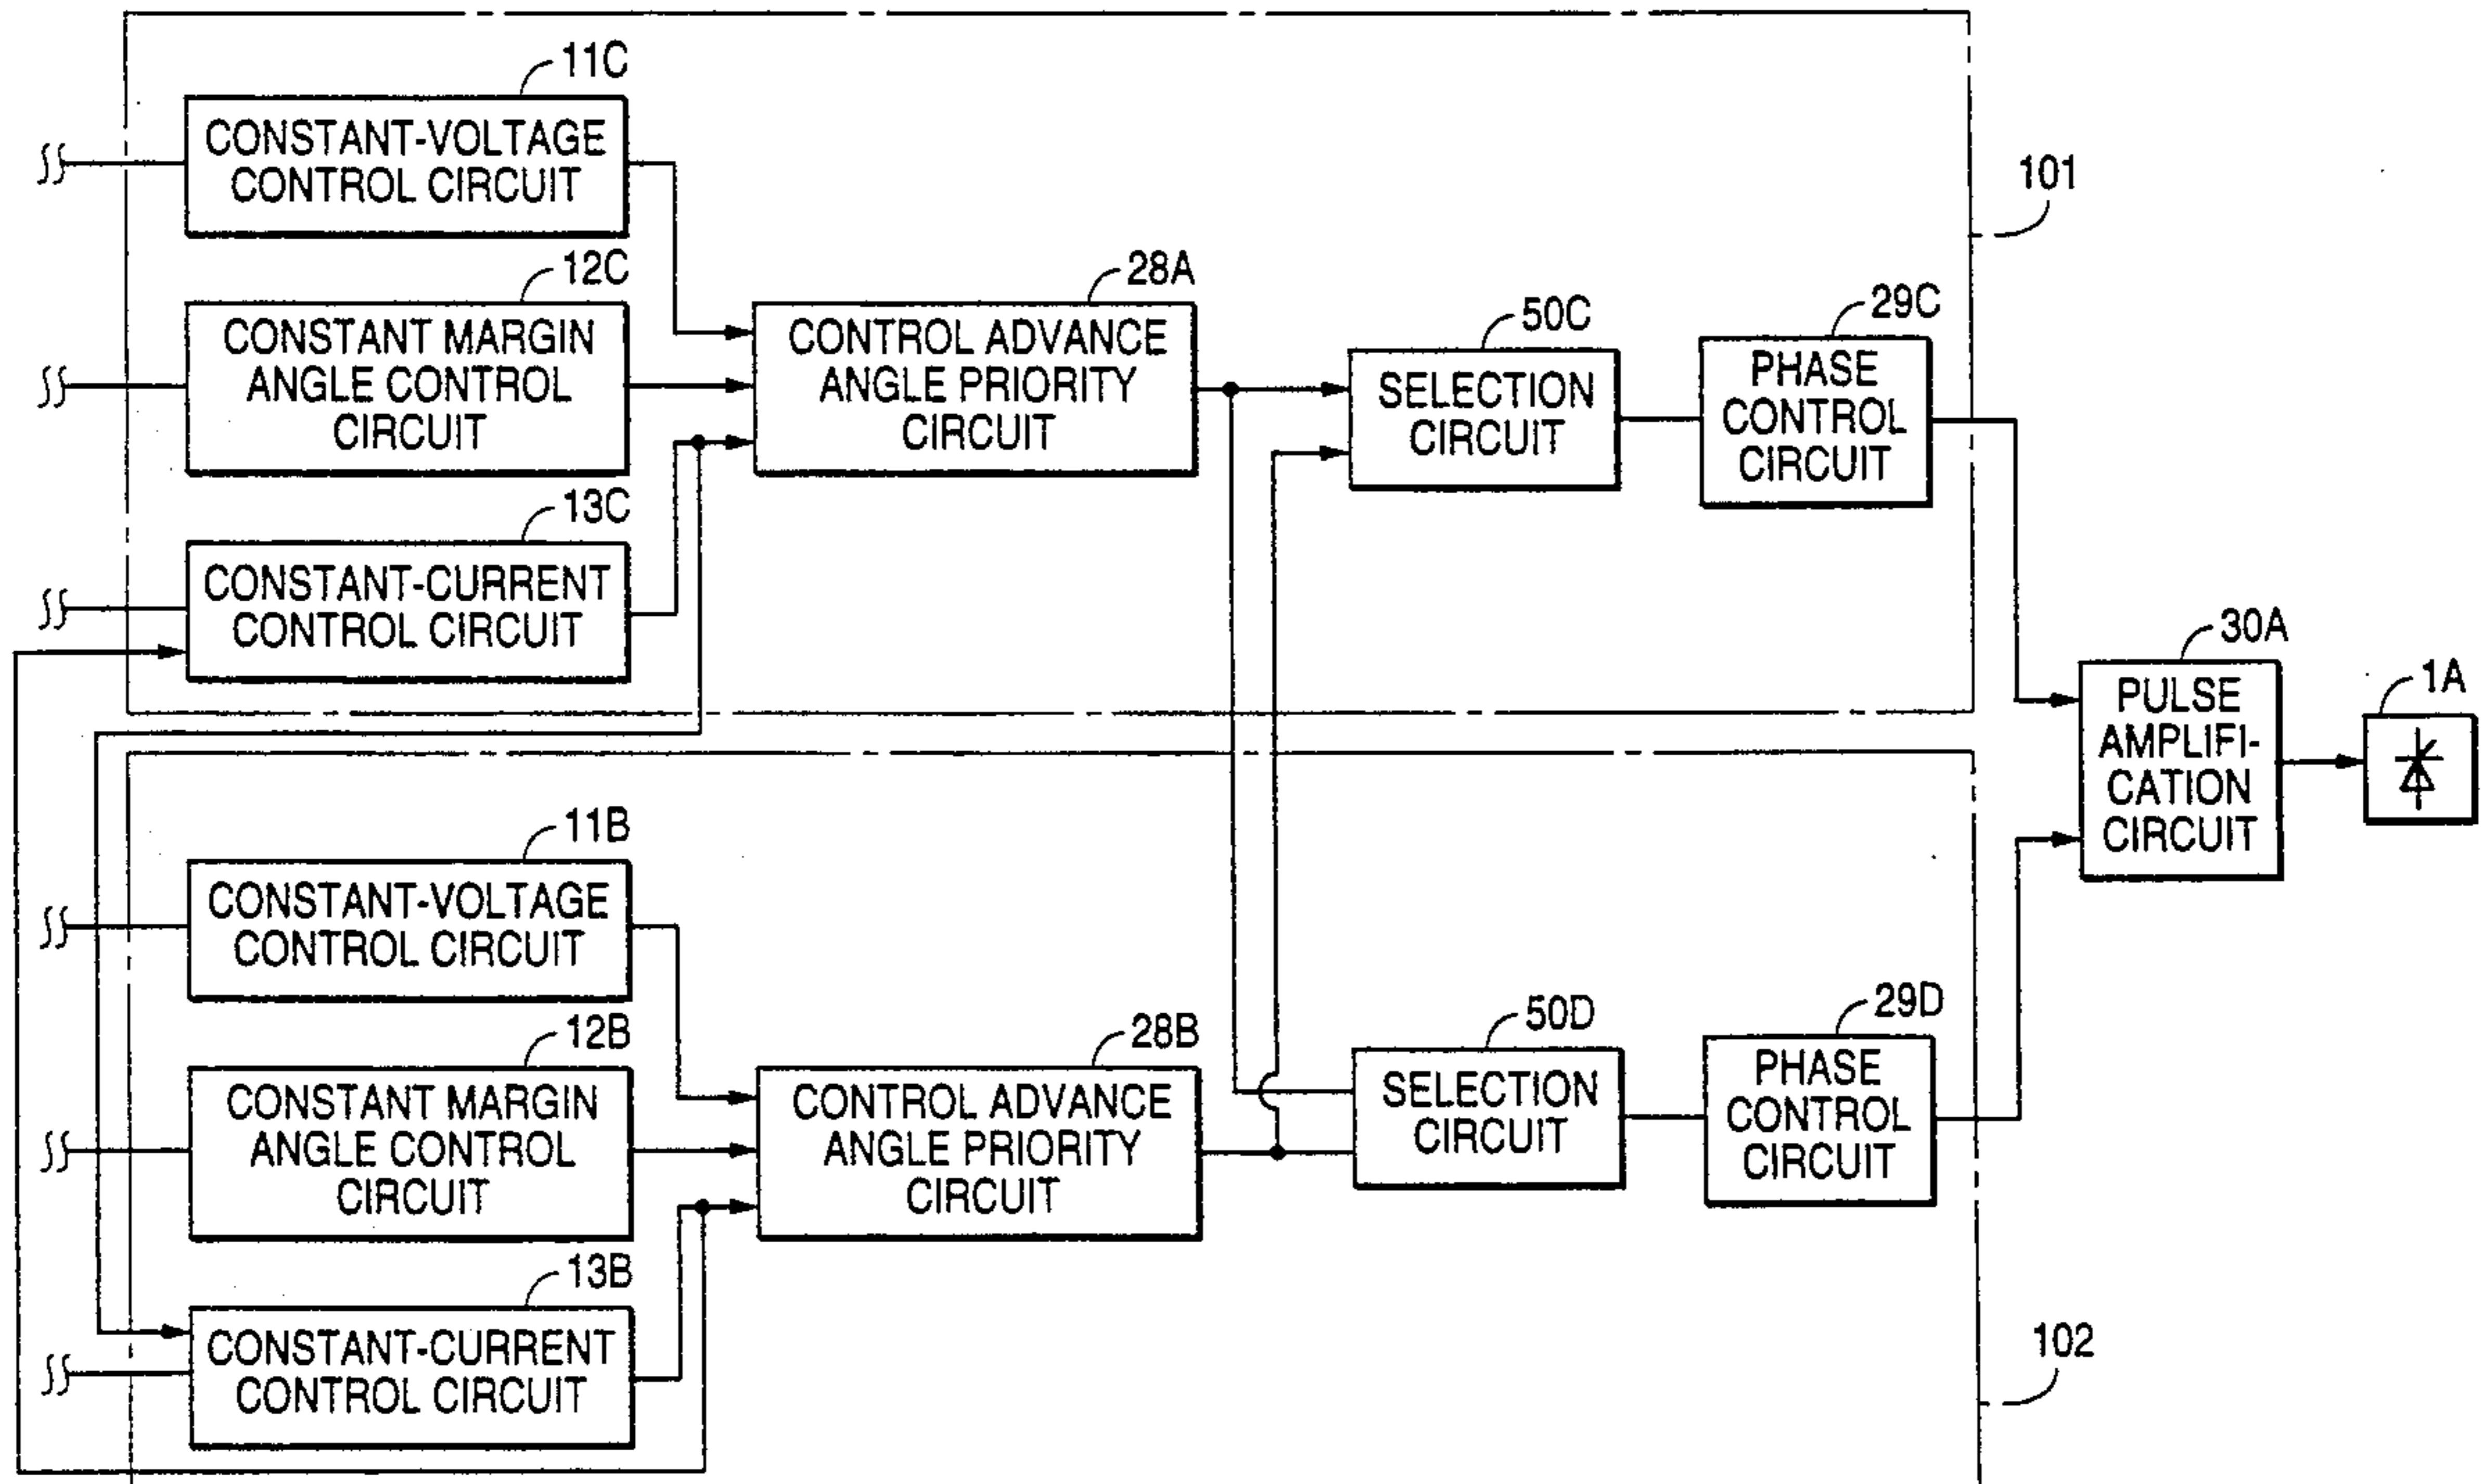 11C
CONSTANT-VOLTAGE
CONTROL CIRCUIT
12C
CONSTANT MARGIN
ANGLE CONTROL
CIRCUIT
13C
CONSTANT-CURRENT
CONTROL CIRCUIT
28A
CONTROL ADVANCE
ANGLE PRIORITY
CIRCUIT
50C
SELECTION
CIRCUIT
29C
PHASE
CONTROL
CIRCUIT
101
30A
PULSE
AMPLIFI-
CATION
CIRCUIT
1A
11B
CONSTANT-VOLTAGE
CONTROL CIRCUIT
12B
CONSTANT MARGIN
ANGLE CONTROL
CIRCUIT
13B
CONSTANT-CURRENT
CONTROL CIRCUIT
28B
CONTROL ADVANCE
ANGLE PRIORITY
CIRCUIT
50D
SELECTION
CIRCUIT
29D
PHASE
CONTROL
CIRCUIT
102